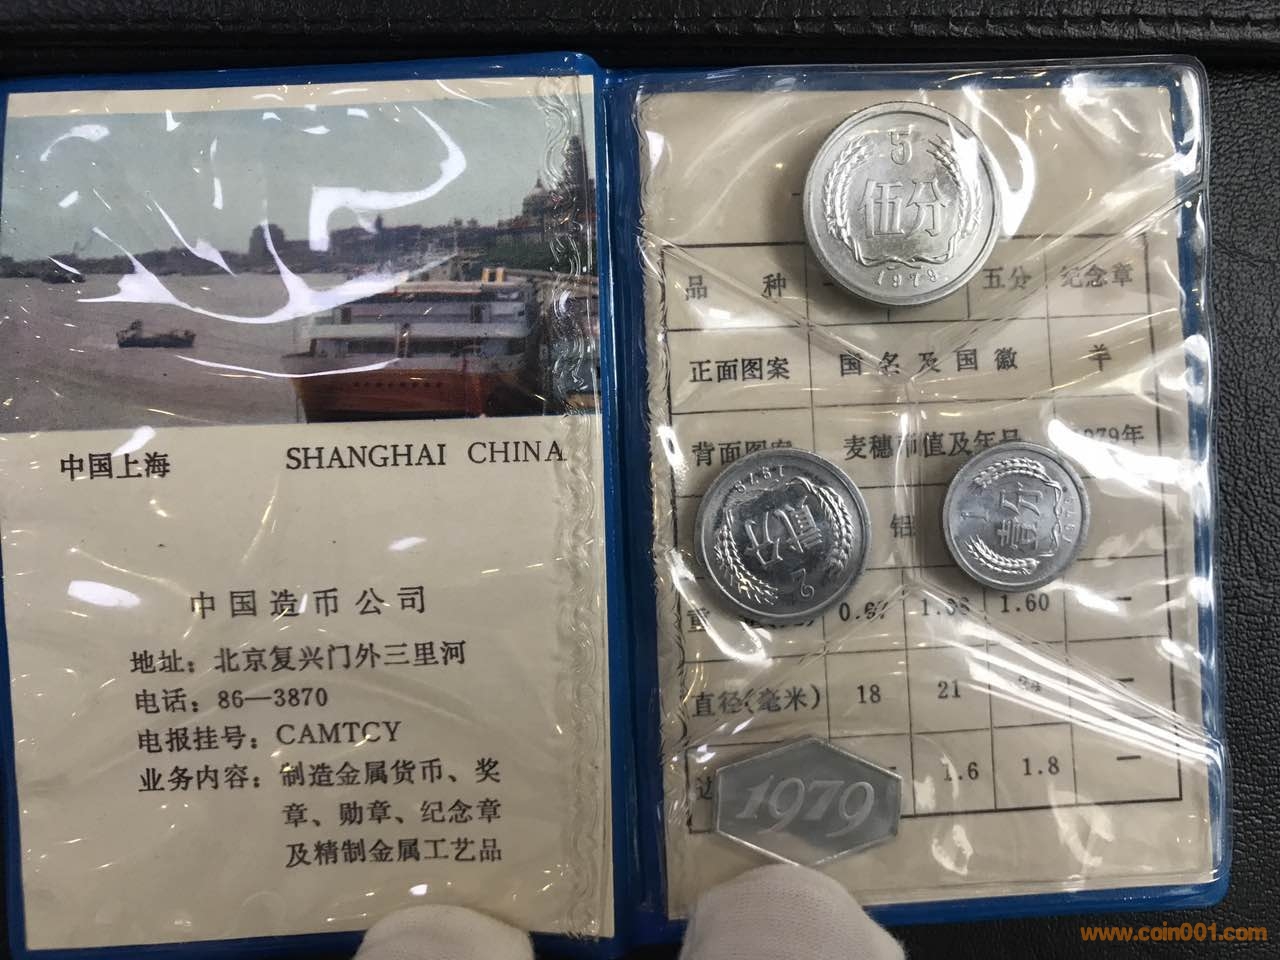 中国上海 SHANGHAI CHINA
中国造币公司
地址：北京复兴门外三里河
电话：86—3870
电报挂号：CAMTCY
业务内容：制造金属货币、奖
章、勋章、纪念章
及精制金属工艺品
5
伍分
1979
品 种 五分 纪念章
正面图案 国名及国徽 羊
背面图案 麦穗币值及年号 1979年
贰分
2
1
壹分
铝
重 0.97 1.60 —
直径(毫米) 18 21 24 —
1.6 1.8 —
1979
www.coin001.com